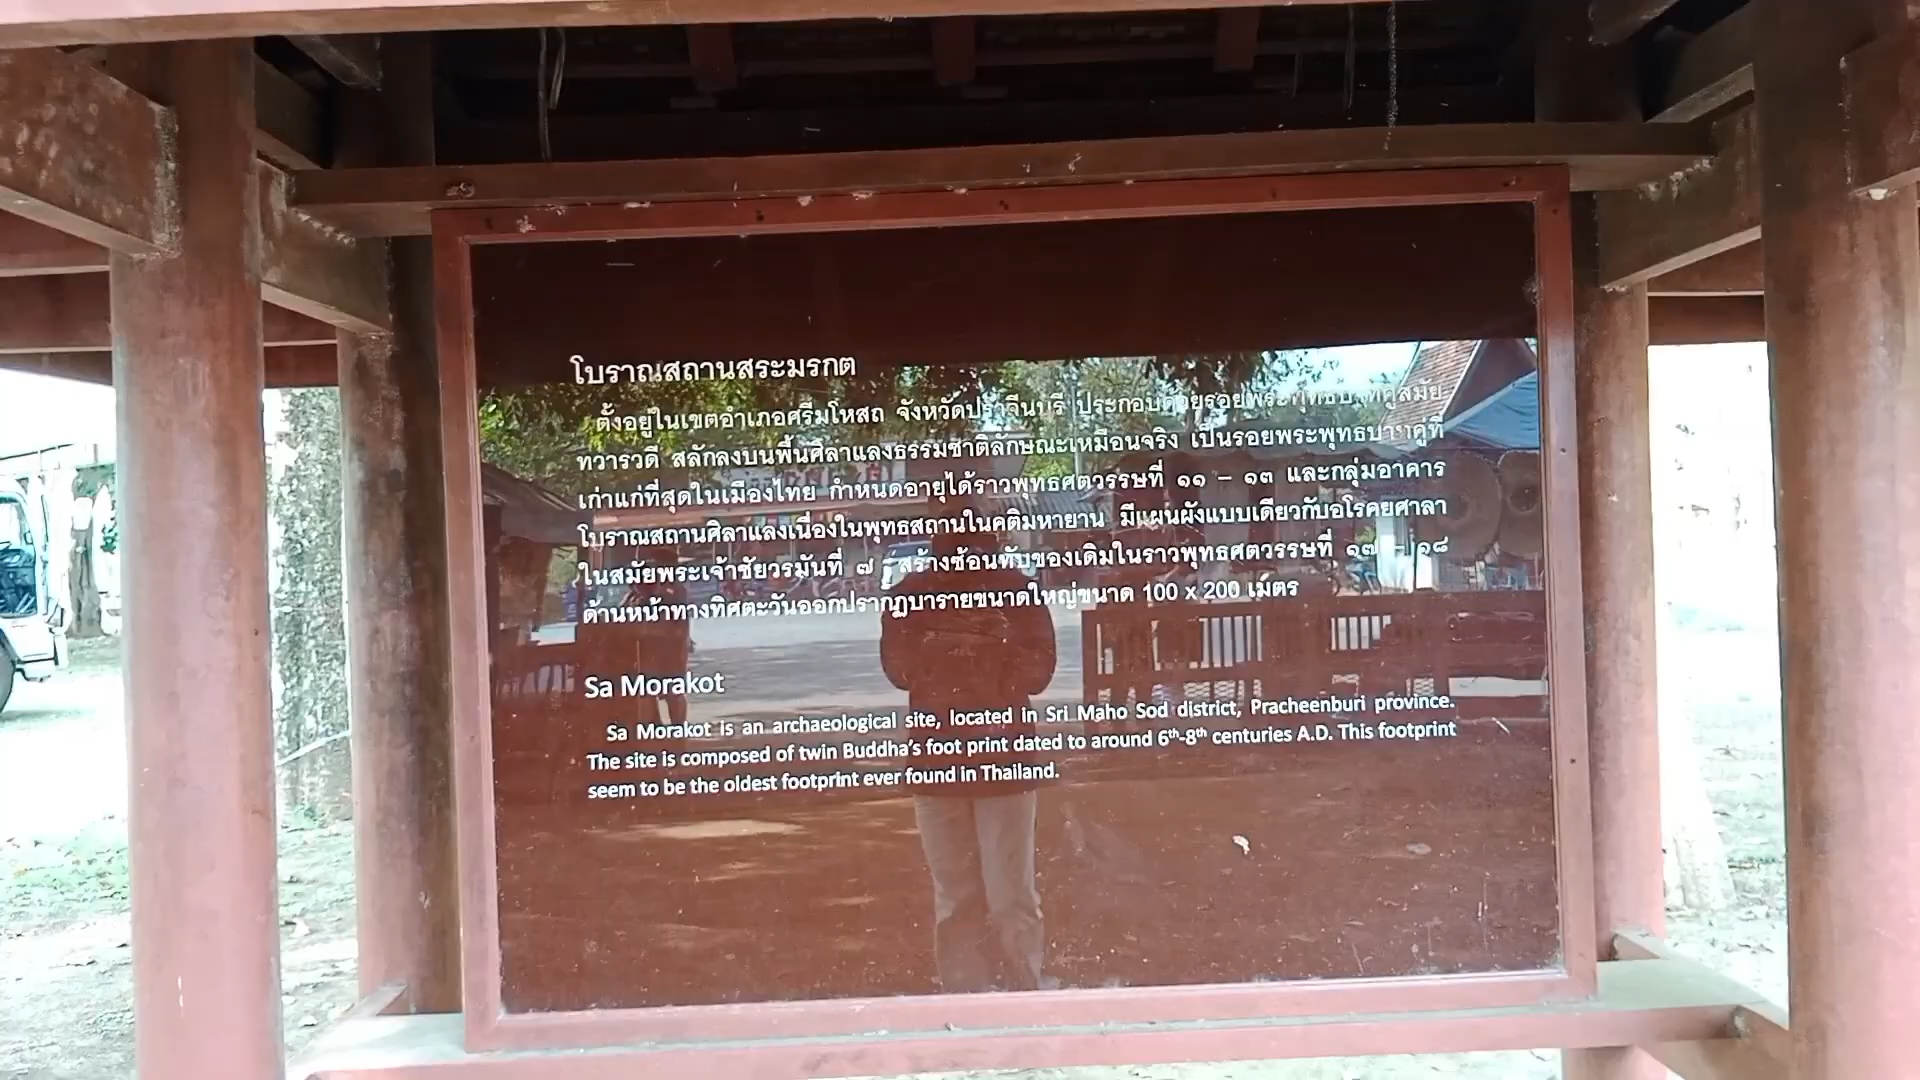 โบราณสถานสระมรกต
ตั้งอยู่ในเขตอำเภอศรีมโหสถ จังหวัดปราจีนบุรี ประกอบด้วยรอยพระพุทธบาทคู่สมัย
ทวารวดี สลักลงบนพื้นศิลาแลงธรรมชาติลักษณะเหมือนจริง เป็นรอยพระพุทธบาทคู่ที่
เก่าแก่ที่สุดในเมืองไทย กำหนดอายุได้ราวพุทธศตวรรษที่ ๑๑ – ๑๓ และกลุ่มอาคาร
โบราณสถานศิลาแลงเนื่องในพุทธสถานในคติมหายาน มีแผนผังแบบเดียวกับอโรคยศาลา
ในสมัยพระเจ้าชัยวรมันที่ ๗ สร้างซ้อนทับของเดิมในราวพุทธศตวรรษที่ ๑๗ – ๑๘
ด้านหน้าทางทิศตะวันออกปรากฏบารายขนาดใหญ่ขนาด 100 x 200 เมตร
Sa Morakot
Sa Morakot is an archaeological site, located in Sri Maho Sod district, Pracheenburi province.
The site is composed of twin Buddha's foot print dated to around 6th-8th centuries A.D. This footprint
seem to be the oldest footprint ever found in Thailand.